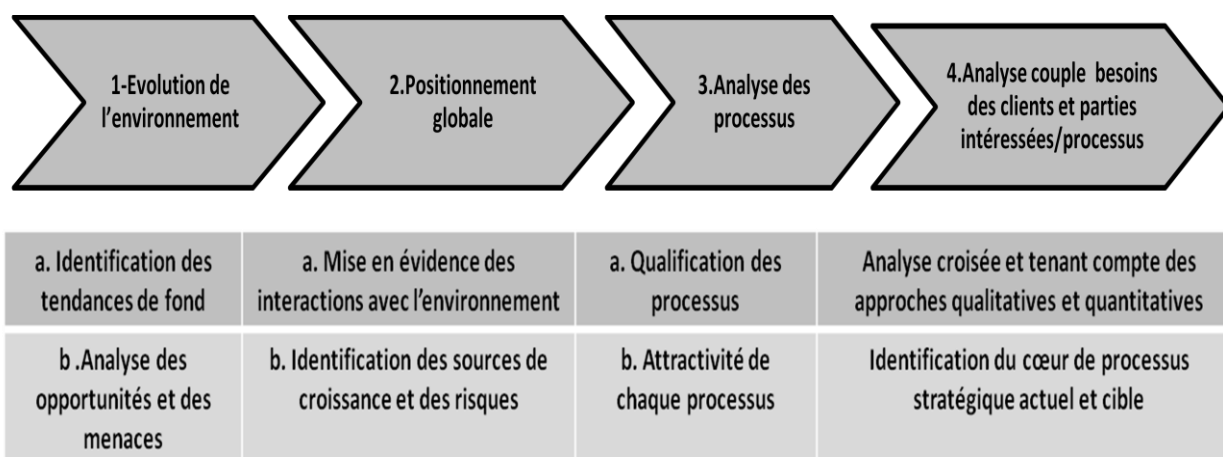 1-Evolution de
l'environnement
2.Positionnement
globale
3.Analyse des
processus
4.Analyse couple besoins
des clients et parties
intéressées/processus
a. Identification des
tendances de fond
a. Mise en évidence des
interactions avec l'environnement
a. Qualification des
processus
Analyse croisée et tenant compte des
approches qualitatives et quantitatives
b .Analyse des
opportunités et des
menaces
b. Identification des sources de
croissance et des risques
b. Attractivité de
chaque processus
Identification du cœur de processus
stratégique actuel et cible